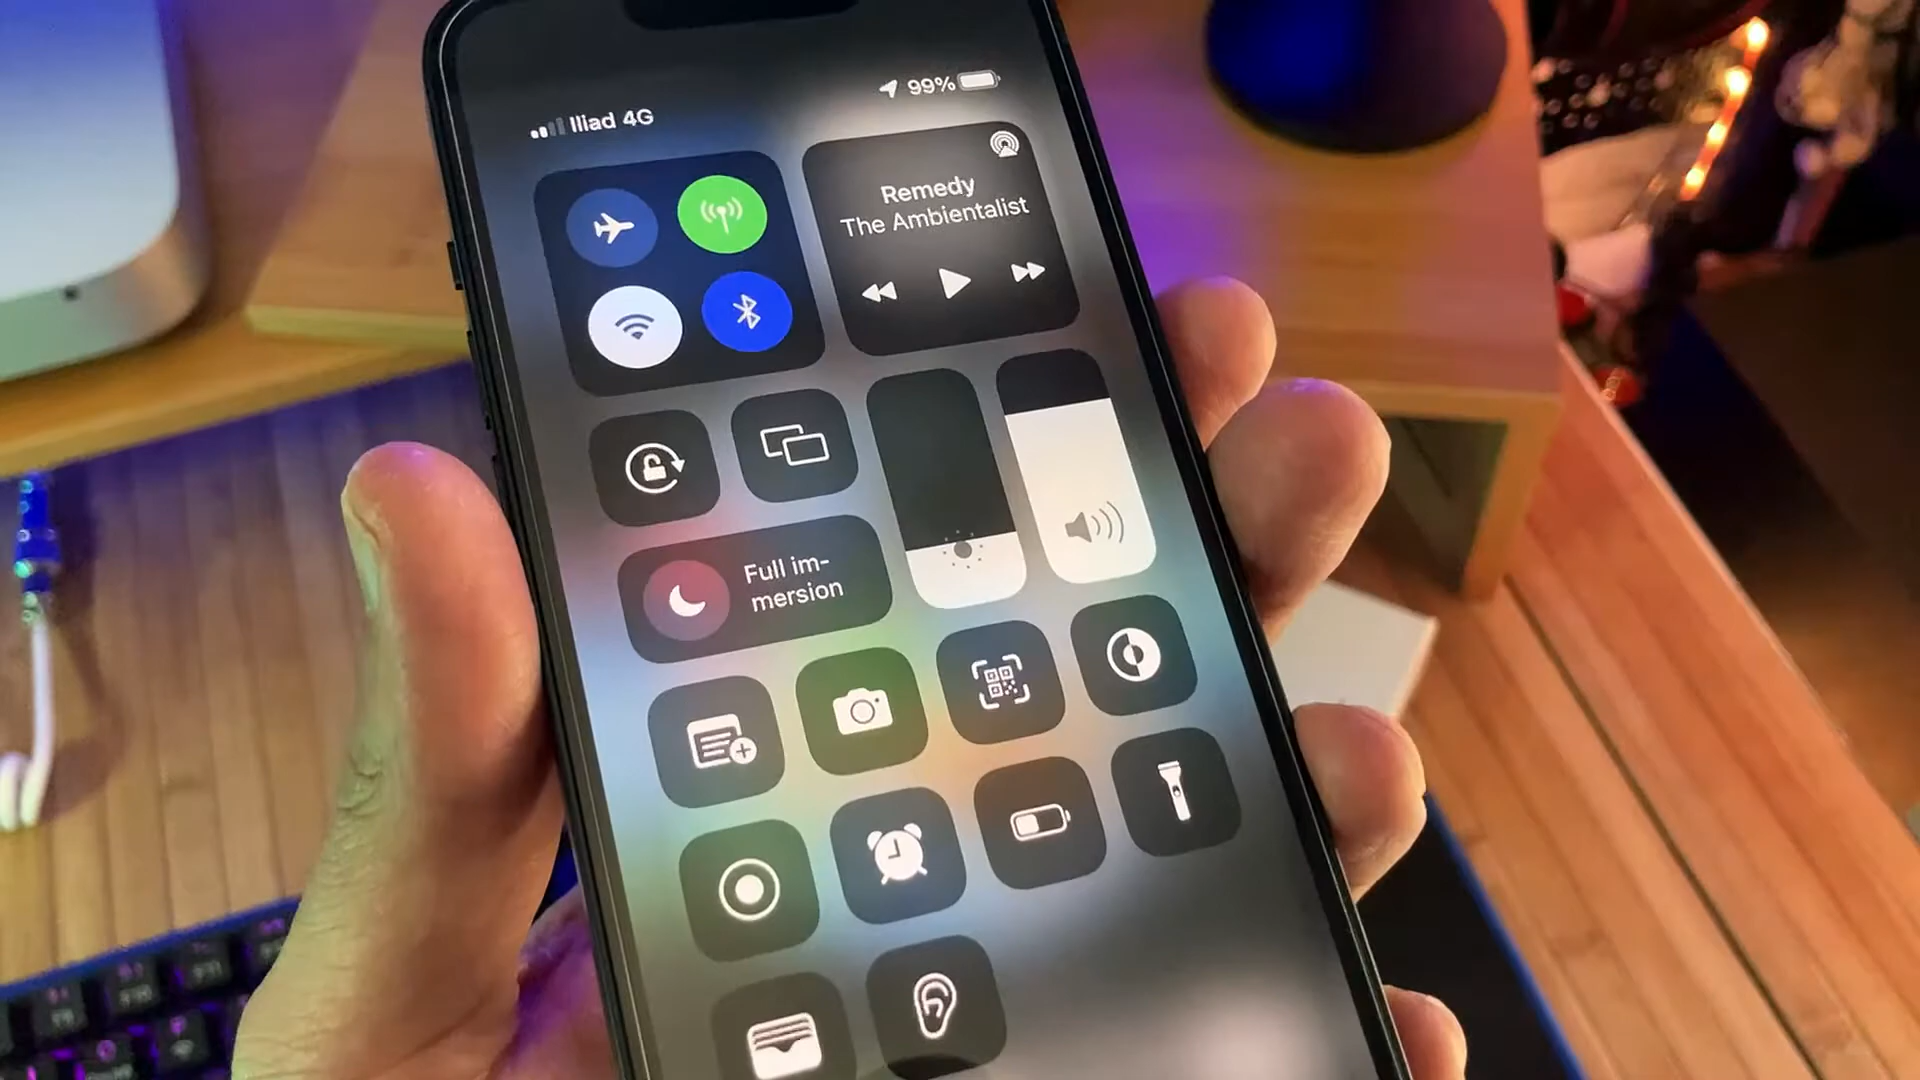 Iliad 4G
99%
Remedy
The Ambientalist
Full im-
mersion